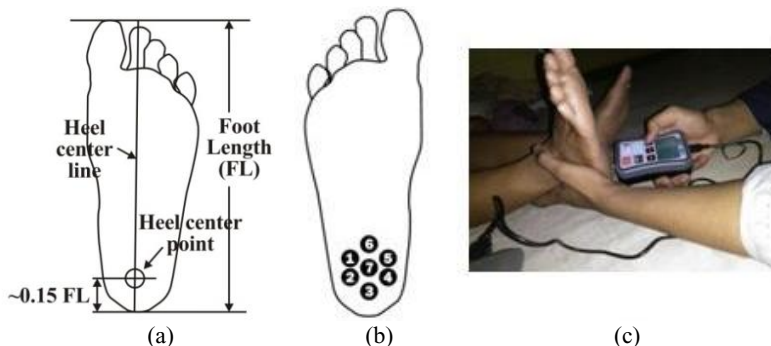 Heel
center
line
Foot
Length
(FL)
Heel center
point
~0.15 FL
6
1
5
7
2
4
3
(a)
(b)
(c)